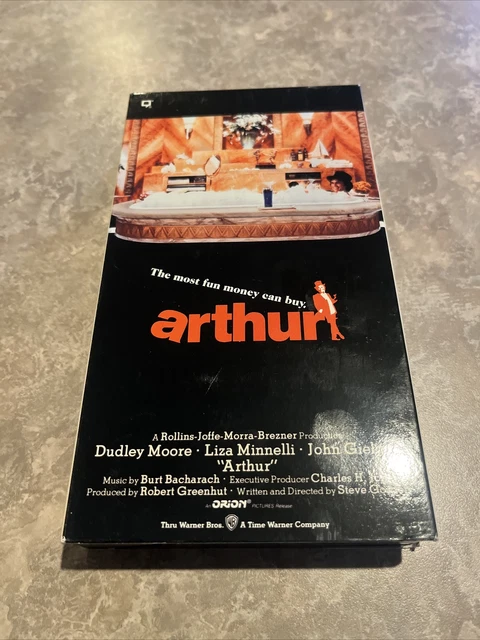 The most fun money can buy.
arthur
A Rollins-Joffe-Morra-Brezner Production
Dudley Moore · Liza Minnelli · John
"Arthur"
Music by Burt Bacharach · Executive Producer Charles H.
Produced by Robert Greenhut · Written and Directed by Steve
An ORION PICTURES Release
Thru Warner Bros. A Time Warner Company